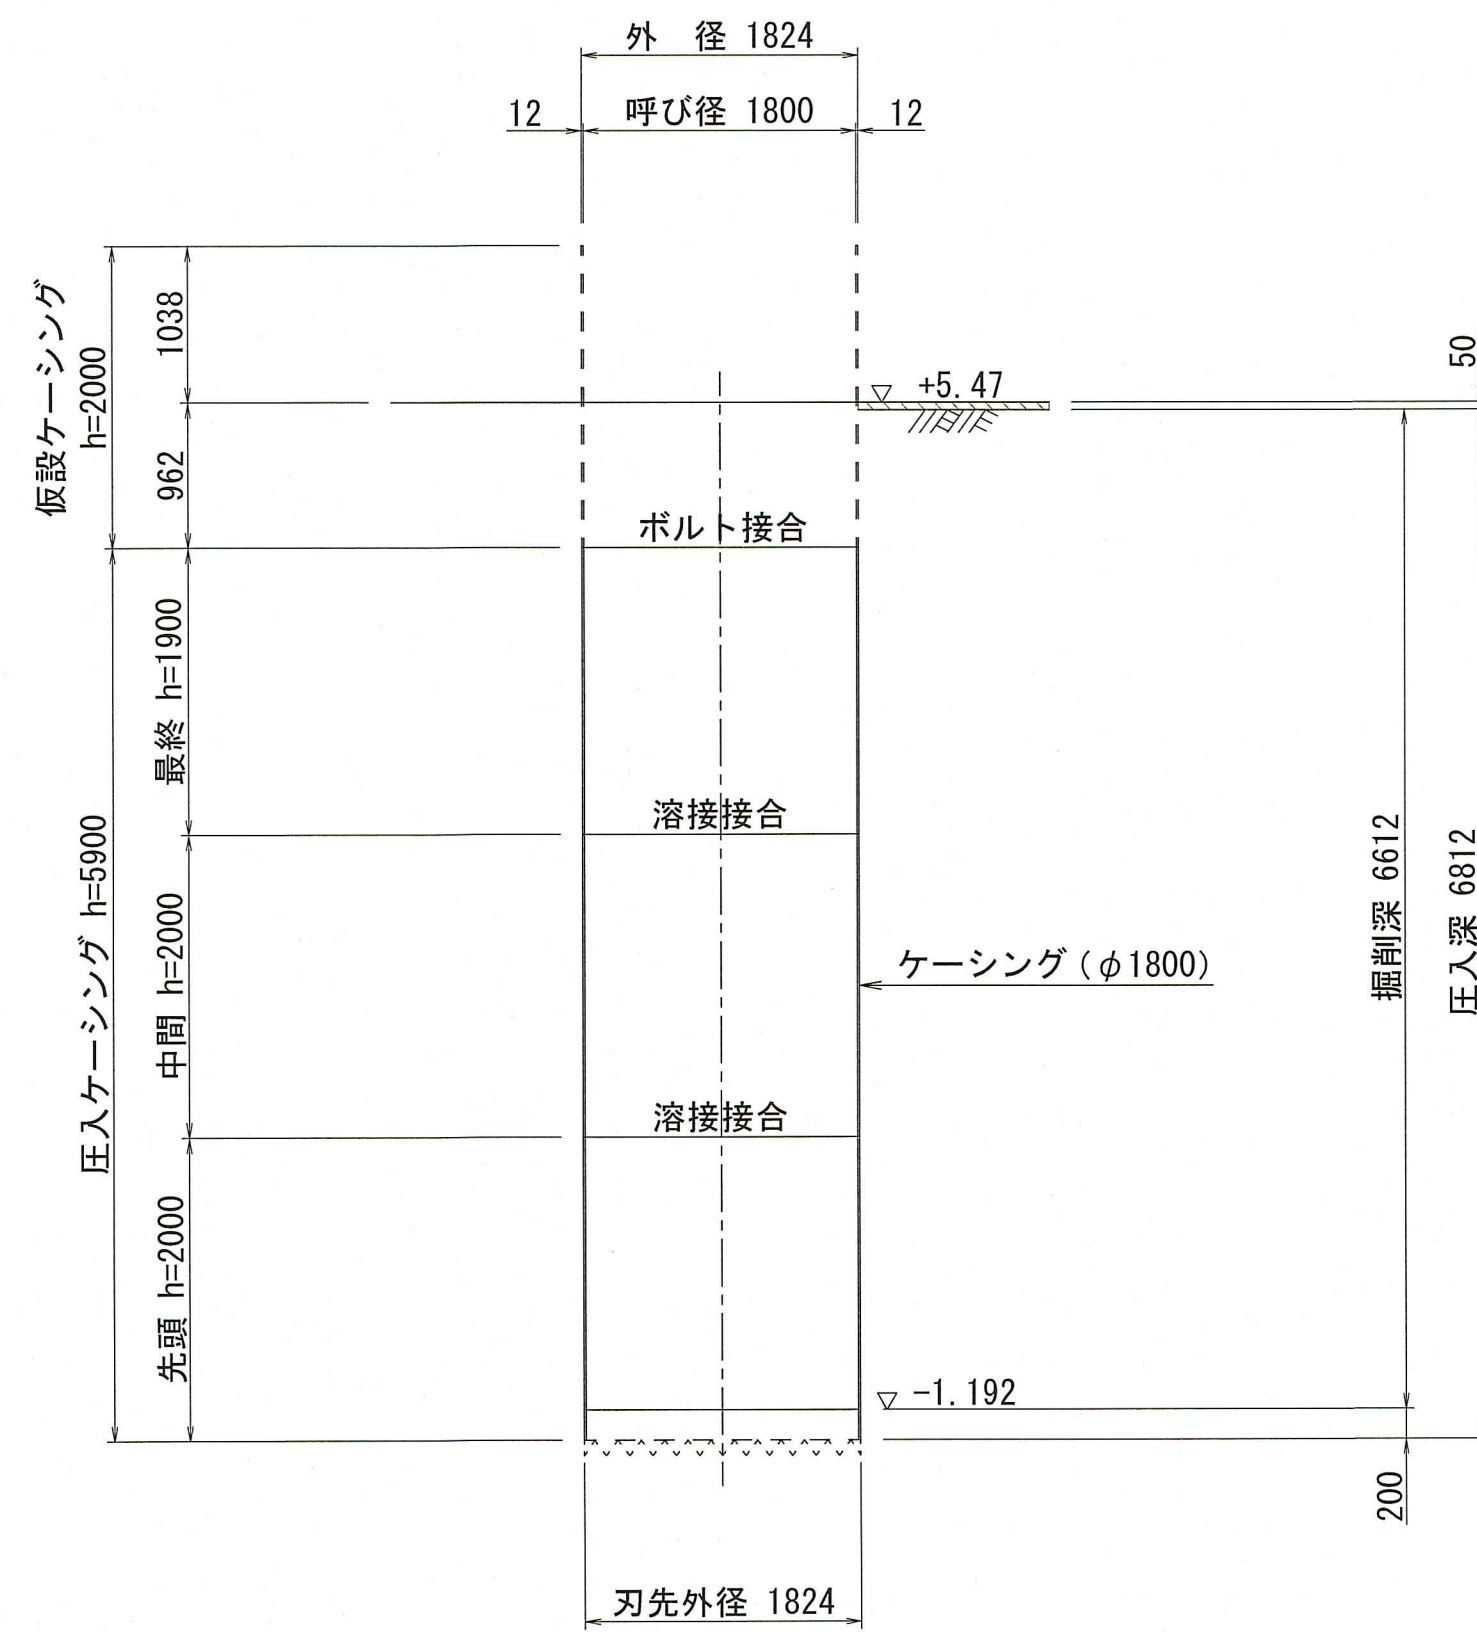 外　径 1824
12
呼び径 1800
12
仮設ケーシング
h=2000
1038
962
+5.47
50
ボルト接合
圧入ケーシング h=5900
最終 h=1900
溶接接合
中間 h=2000
ケーシング(φ1800)
掘削深 6612
圧入深 6812
溶接接合
先頭 h=2000
-1.192
200
刃先外径 1824